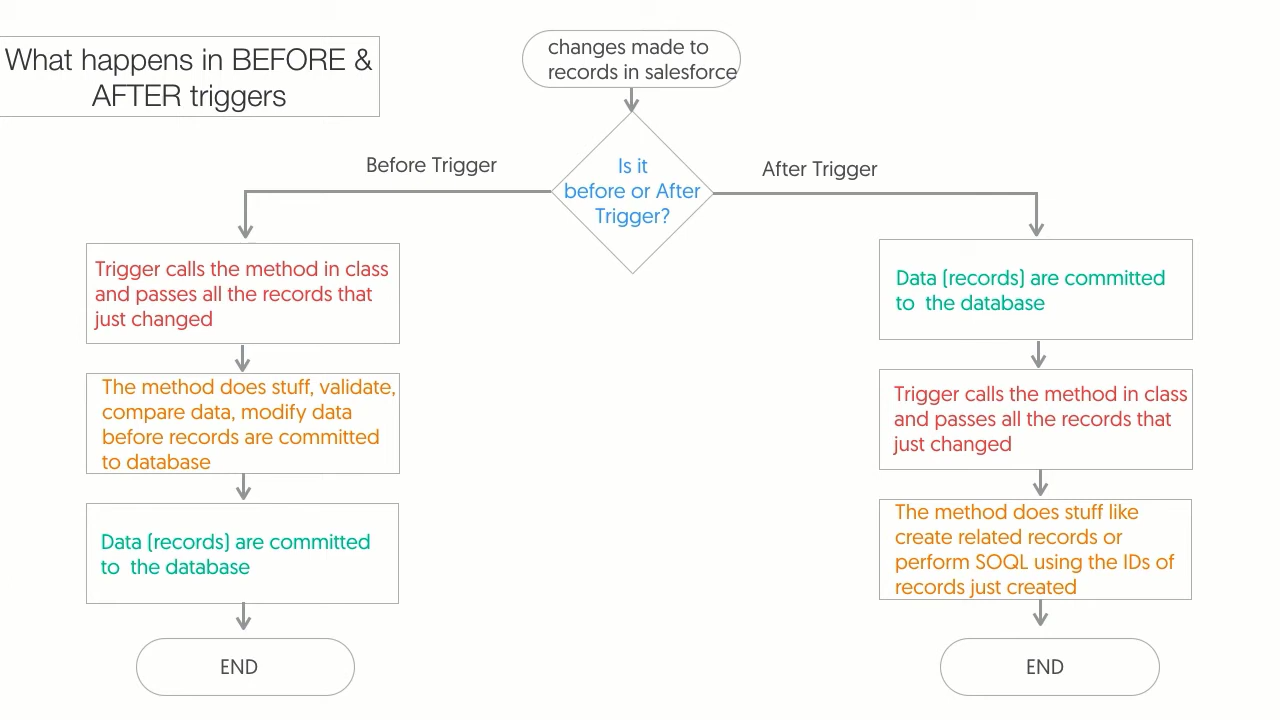 What happens in BEFORE &
AFTER triggers
changes made to
records in salesforce
Is it
before or After
Trigger?
Before Trigger
After Trigger
Trigger calls the method in class
and passes all the records that
just changed
The method does stuff, validate,
compare data, modify data
before records are committed
to database
Data (records) are committed
to  the database
END
Data (records) are committed
to  the database
Trigger calls the method in class
and passes all the records that
just changed
The method does stuff like
create related records or
perform SOQL using the IDs of
records just created
END